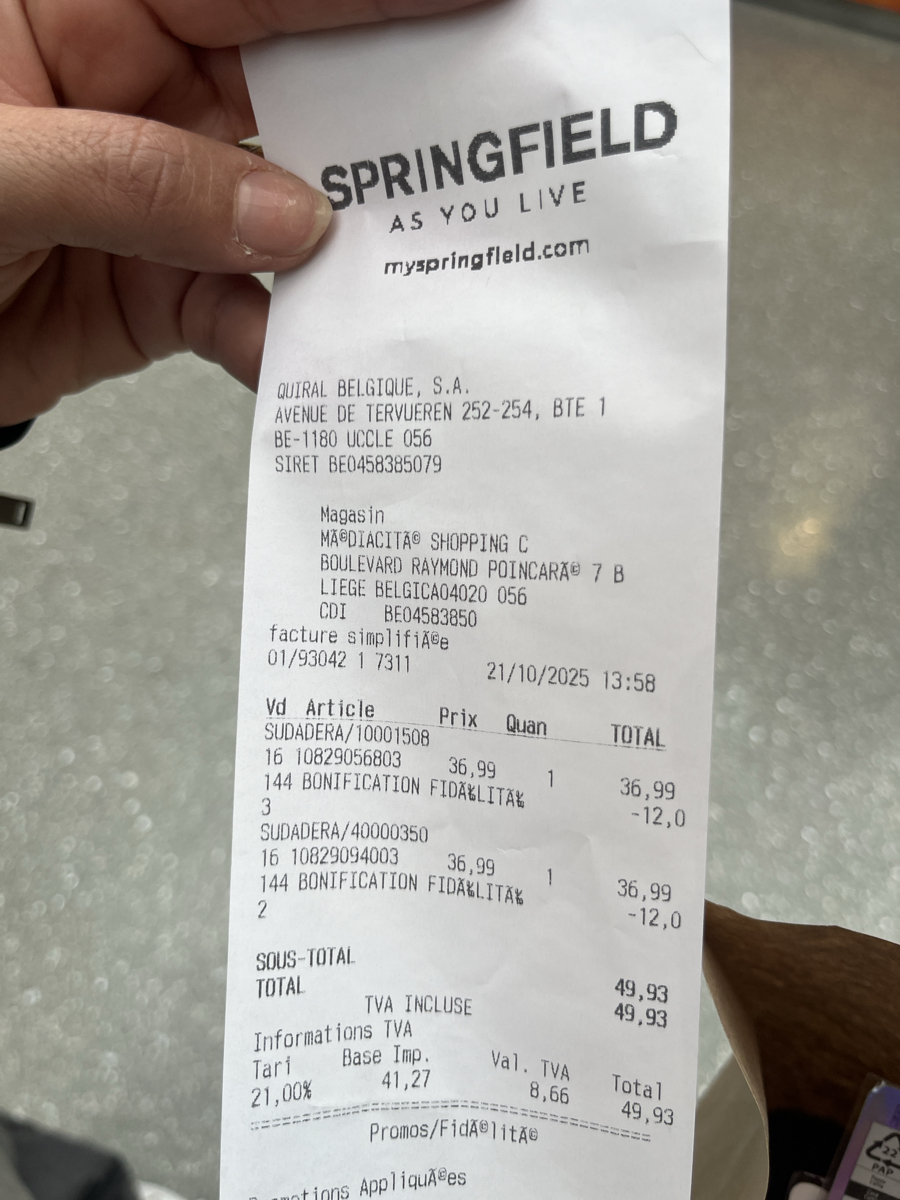 SPRINGFIELD
AS YOU LIVE
myspringfield.com
QUIRAL BELGIQUE, S.A.
AVENUE DE TERVUEREN 252-254, BTE 1
BE-1180 UCCLE 056
SIRET BE0458385079
Magasin
MÃ©DIACITÃ© SHOPPING C
BOULEVARD RAYMOND POINCARÃ© 7 B
LIEGE BELGICA04020 056
CDI BE04583850
facture simplifiÃ©e
01/93042 1 7311 21/10/2025 13:58
Vd Article Prix Quan TOTAL
SUDADERA/10001508
16 10829056803 36,99 1 36,99
144 BONIFICATION FIDÃ‰LITÃ‰ -12,0
3
SUDADERA/40000350
16 10829094003 36,99 1 36,99
144 BONIFICATION FIDÃ‰LITÃ‰ -12,0
2
SOUS-TOTAL 49,93
TOTAL 49,93
TVA INCLUSE
Informations TVA
Tari Base Imp. Val. TVA Total
21,00% 41,27 8,66 49,93
Promos/FidÃ©litÃ©
motions AppliquÃ©es
22
PAP